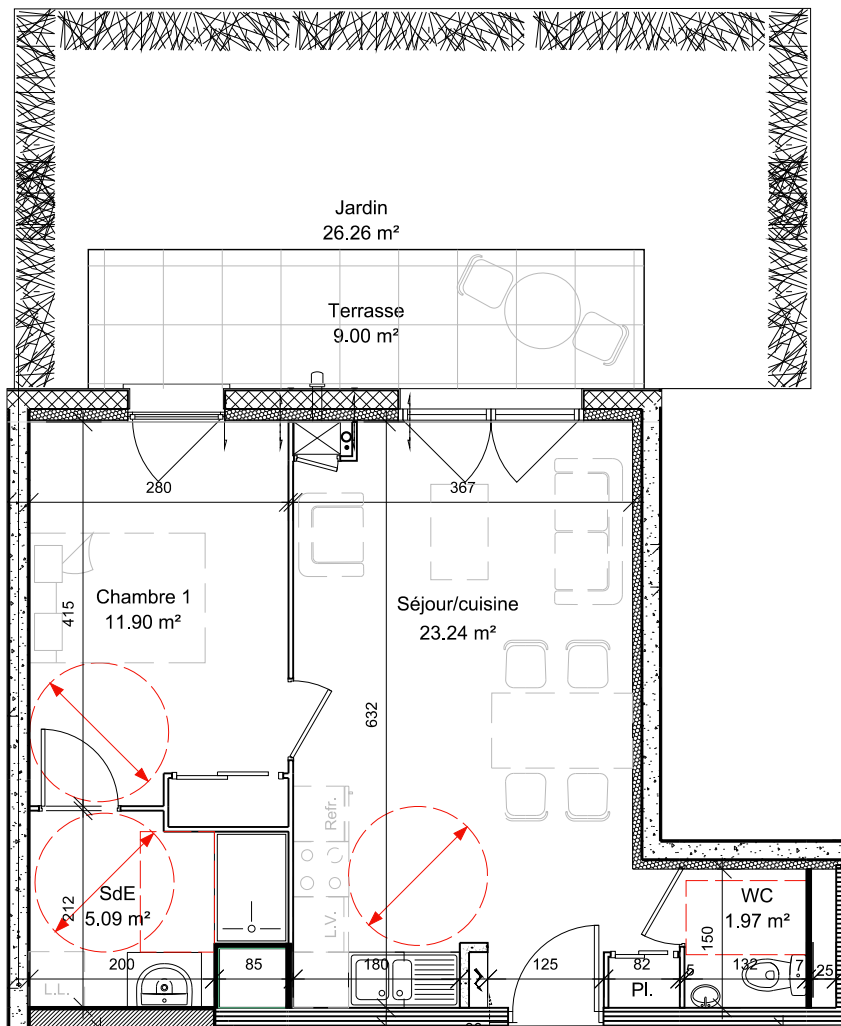 Jardin
26.26 m²
Terrasse
9.00 m²
280
367
Chambre 1
11.90 m²
415
Séjour/cuisine
23.24 m²
632
Refr.
L.V.
SdE
5.09 m²
212
WC
1.97 m²
150
200
85
180
125
82
5
132
7
25
L.L.
Pl.